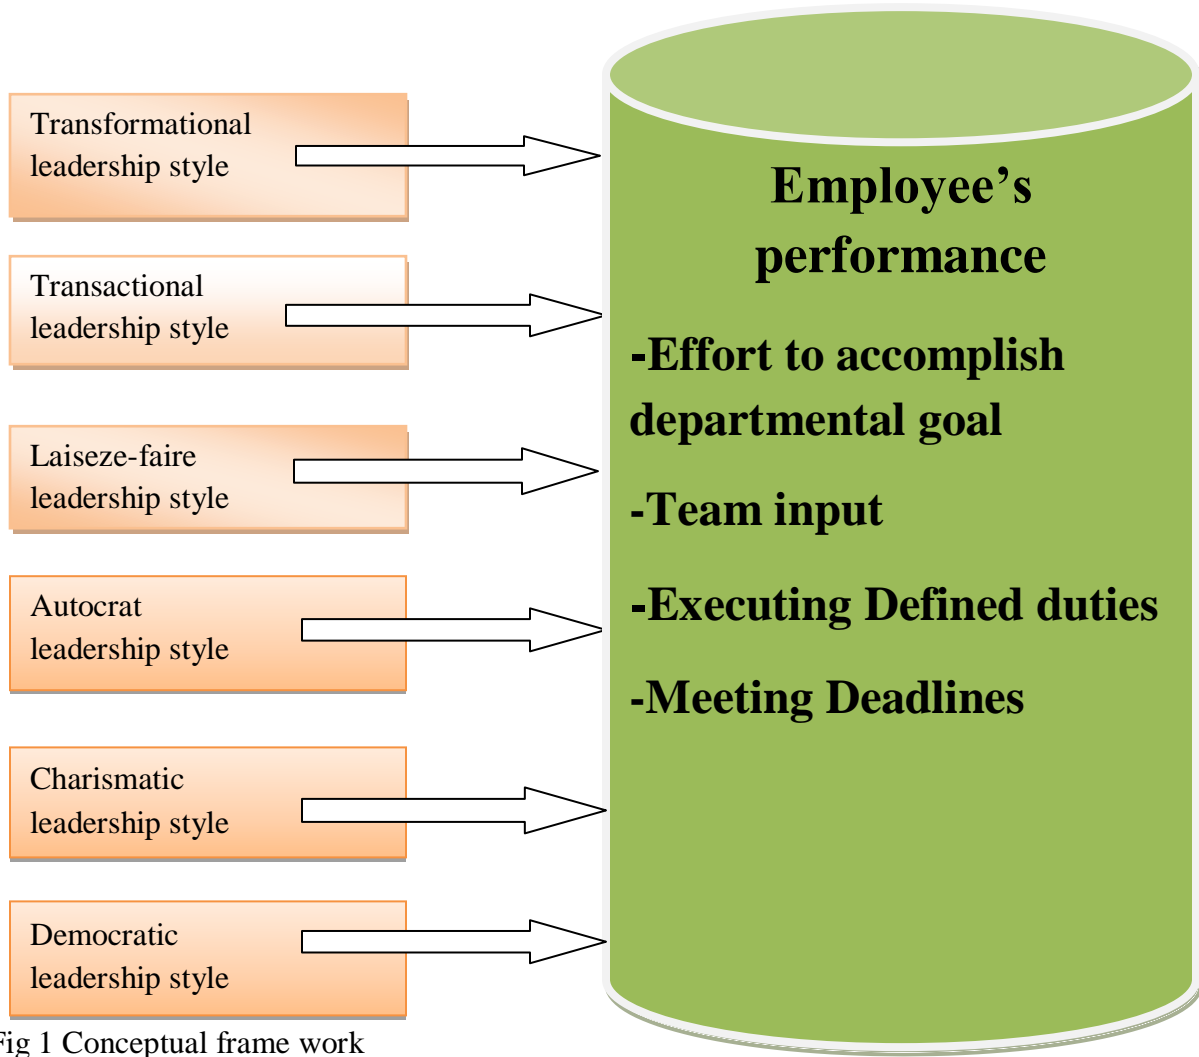 Transformational
leadership style
Transactional
leadership style
Laiseze-faire
leadership style
Autocrat
leadership style
Charismatic
leadership style
Democratic
leadership style
Employee’s
performance
-Effort to accomplish
departmental goal
-Team input
-Executing Defined duties
-Meeting Deadlines
Fig 1 Conceptual frame work